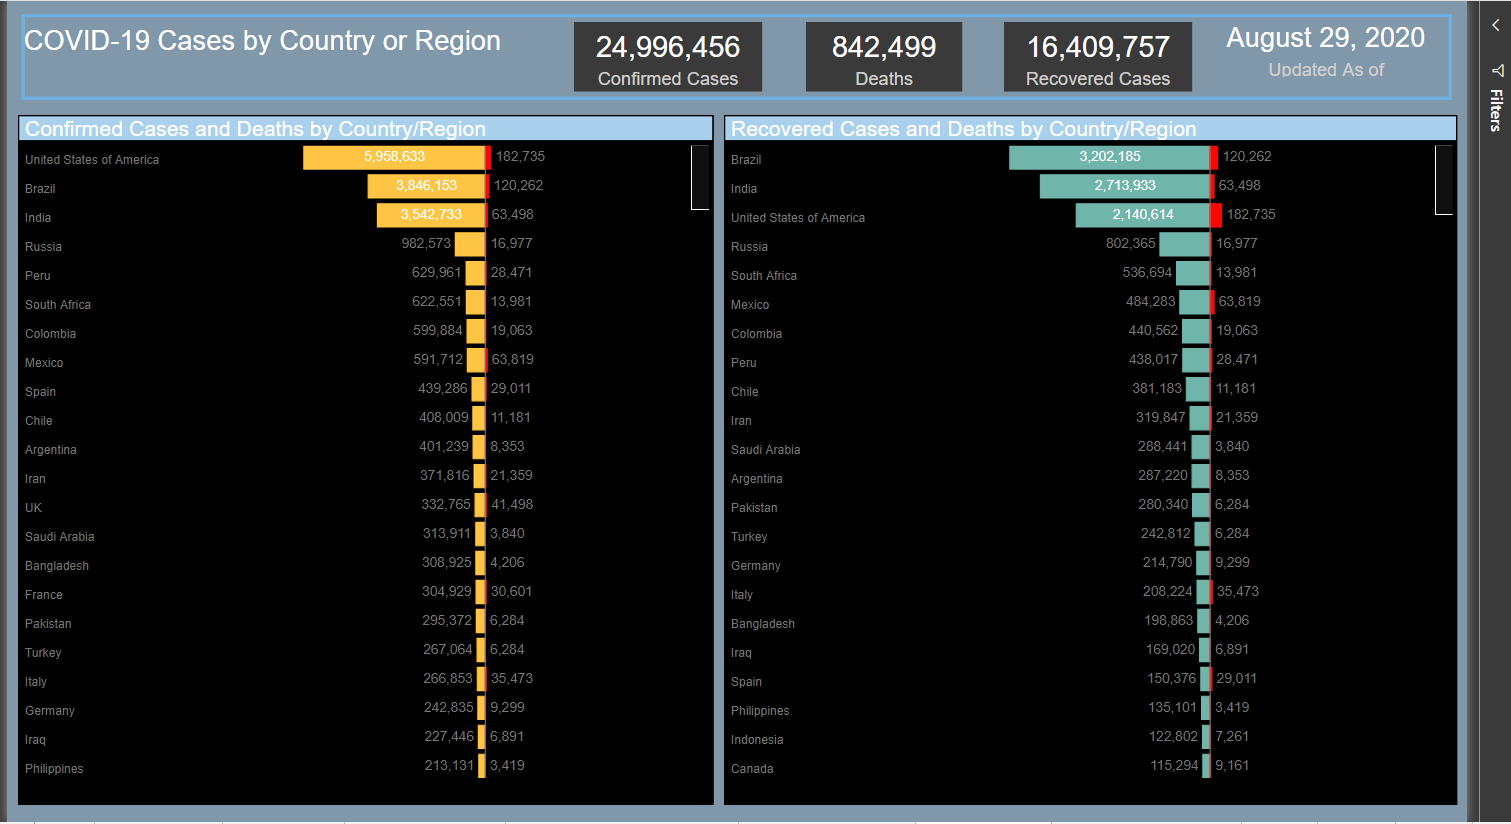 COVID-19 Cases by Country or Region
24,996,456
Confirmed Cases
842,499
Deaths
16,409,757
Recovered Cases
August 29, 2020
Updated As of
Filters
Confirmed Cases and Deaths by Country/Region
United States of America 5,958,633 182,735
Brazil 3,846,153 120,262
India 3,542,733 63,498
Russia 982,573 16,977
Peru 629,961 28,471
South Africa 622,551 13,981
Colombia 599,884 19,063
Mexico 591,712 63,819
Spain 439,286 29,011
Chile 408,009 11,181
Argentina 401,239 8,353
Iran 371,816 21,359
UK 332,765 41,498
Saudi Arabia 313,911 3,840
Bangladesh 308,925 4,206
France 304,929 30,601
Pakistan 295,372 6,284
Turkey 267,064 6,284
Italy 266,853 35,473
Germany 242,835 9,299
Iraq 227,446 6,891
Philippines 213,131 3,419
Recovered Cases and Deaths by Country/Region
Brazil 3,202,185 120,262
India 2,713,933 63,498
United States of America 2,140,614 182,735
Russia 802,365 16,977
South Africa 536,694 13,981
Mexico 484,283 63,819
Colombia 440,562 19,063
Peru 438,017 28,471
Chile 381,183 11,181
Iran 319,847 21,359
Saudi Arabia 288,441 3,840
Argentina 287,220 8,353
Pakistan 280,340 6,284
Turkey 242,812 6,284
Germany 214,790 9,299
Italy 208,224 35,473
Bangladesh 198,863 4,206
Iraq 169,020 6,891
Spain 150,376 29,011
Philippines 135,101 3,419
Indonesia 122,802 7,261
Canada 115,294 9,161